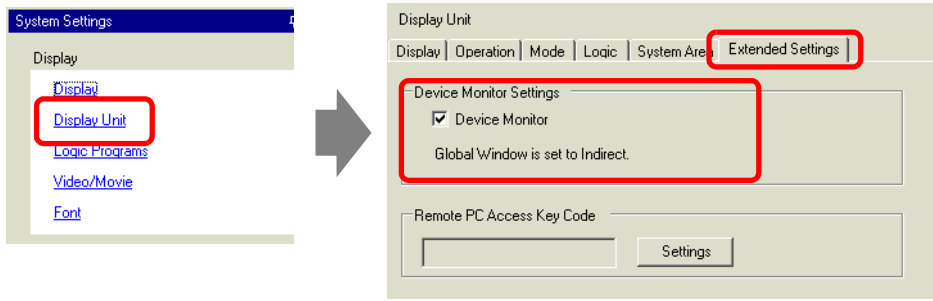 System Settings
Display
Display
Display Unit
Logic Programs
Video/Movie
Font
Display Unit
Display Operation Mode Logic System Area Extended Settings
Device Monitor Settings
Device Monitor
Global Window is set to Indirect.
Remote PC Access Key Code
Settings